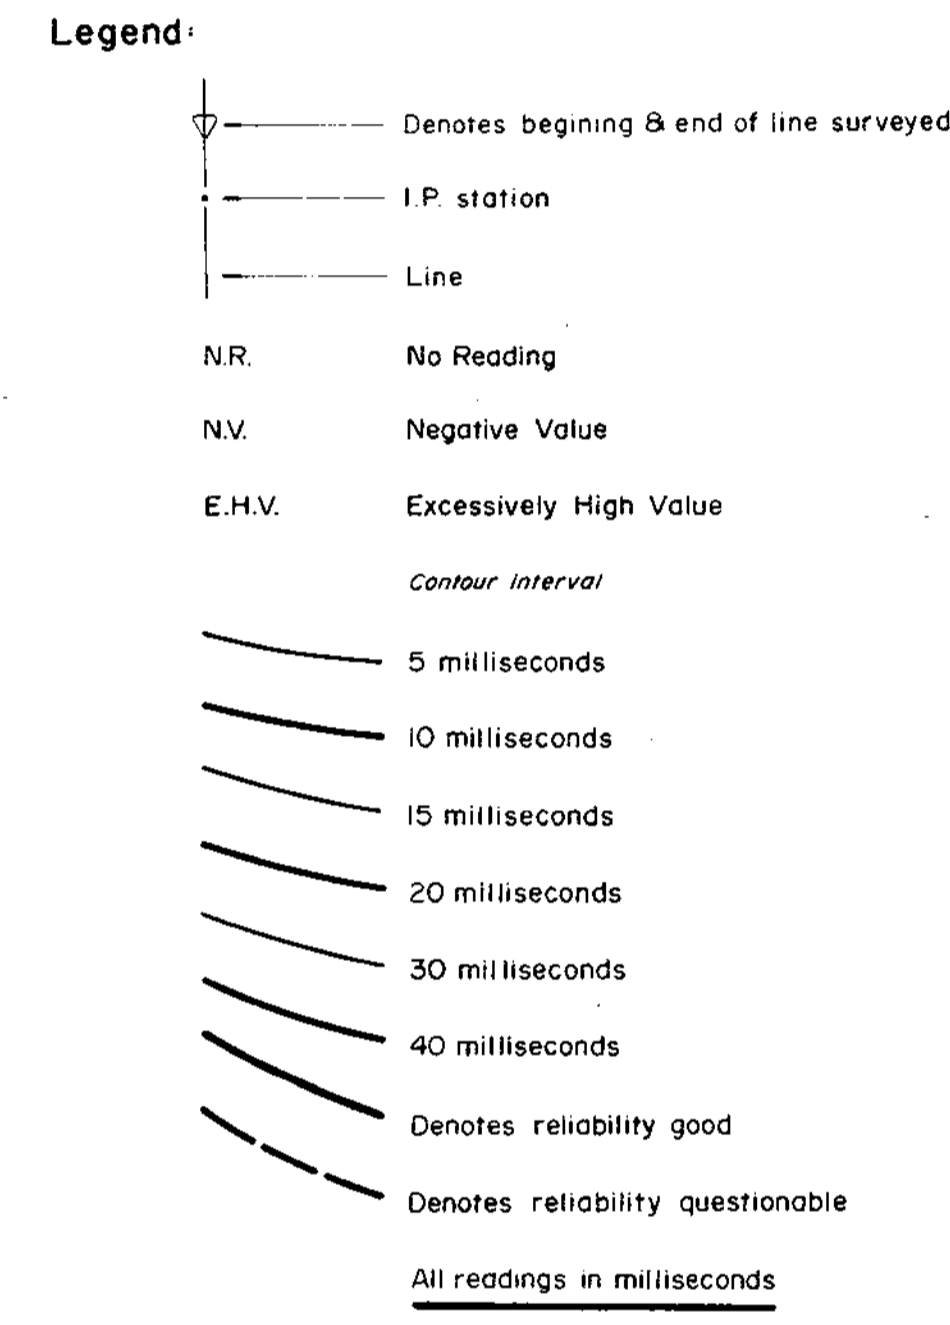 Legend:
Denotes begining & end of line surveyed
I.P. station
Line
N.R. No Reading
N.V. Negative Value
E.H.V. Excessively High Value
Contour interval
5 milliseconds
10 milliseconds
15 milliseconds
20 milliseconds
30 milliseconds
40 milliseconds
Denotes reliability good
Denotes reliability questionable
All readings in milliseconds